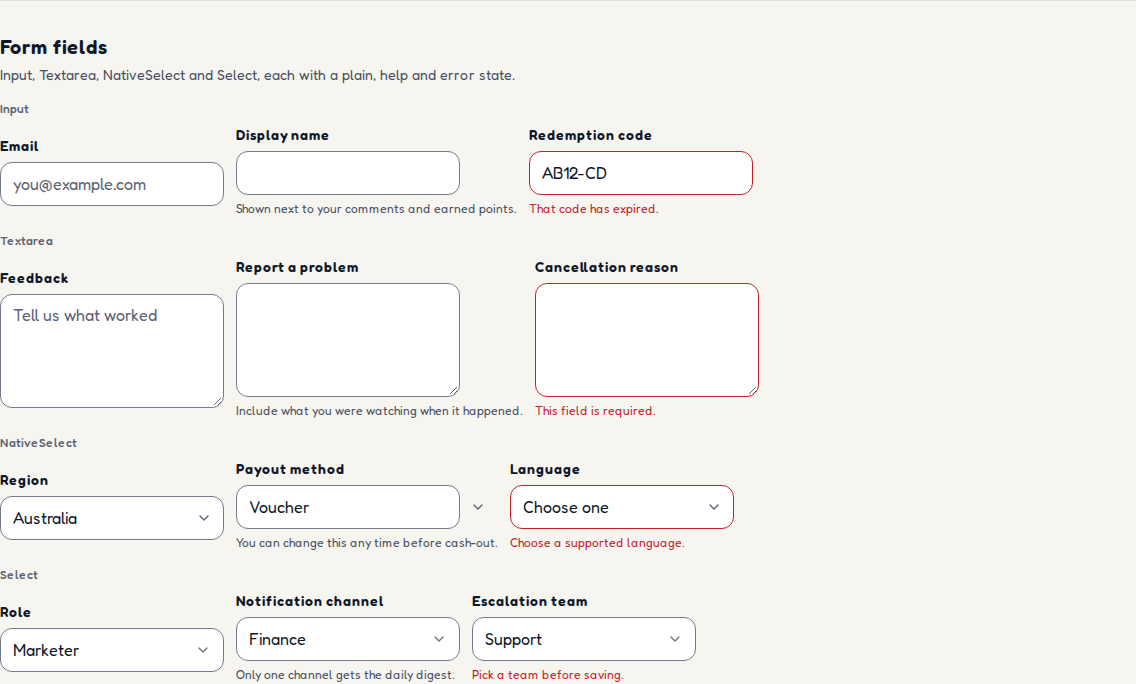 Form fields
Input, Textarea, NativeSelect and Select, each with a plain, help and error state.
Input
Email
you@example.com
Display name
Shown next to your comments and earned points.
Redemption code
AB12-CD
That code has expired.
Textarea
Feedback
Tell us what worked
Report a problem
Include what you were watching when it happened.
Cancellation reason
This field is required.
NativeSelect
Region
Australia
Payout method
Voucher
You can change this any time before cash-out.
Language
Choose one
Choose a supported language.
Select
Role
Marketer
Notification channel
Finance
Only one channel gets the daily digest.
Escalation team
Support
Pick a team before saving.